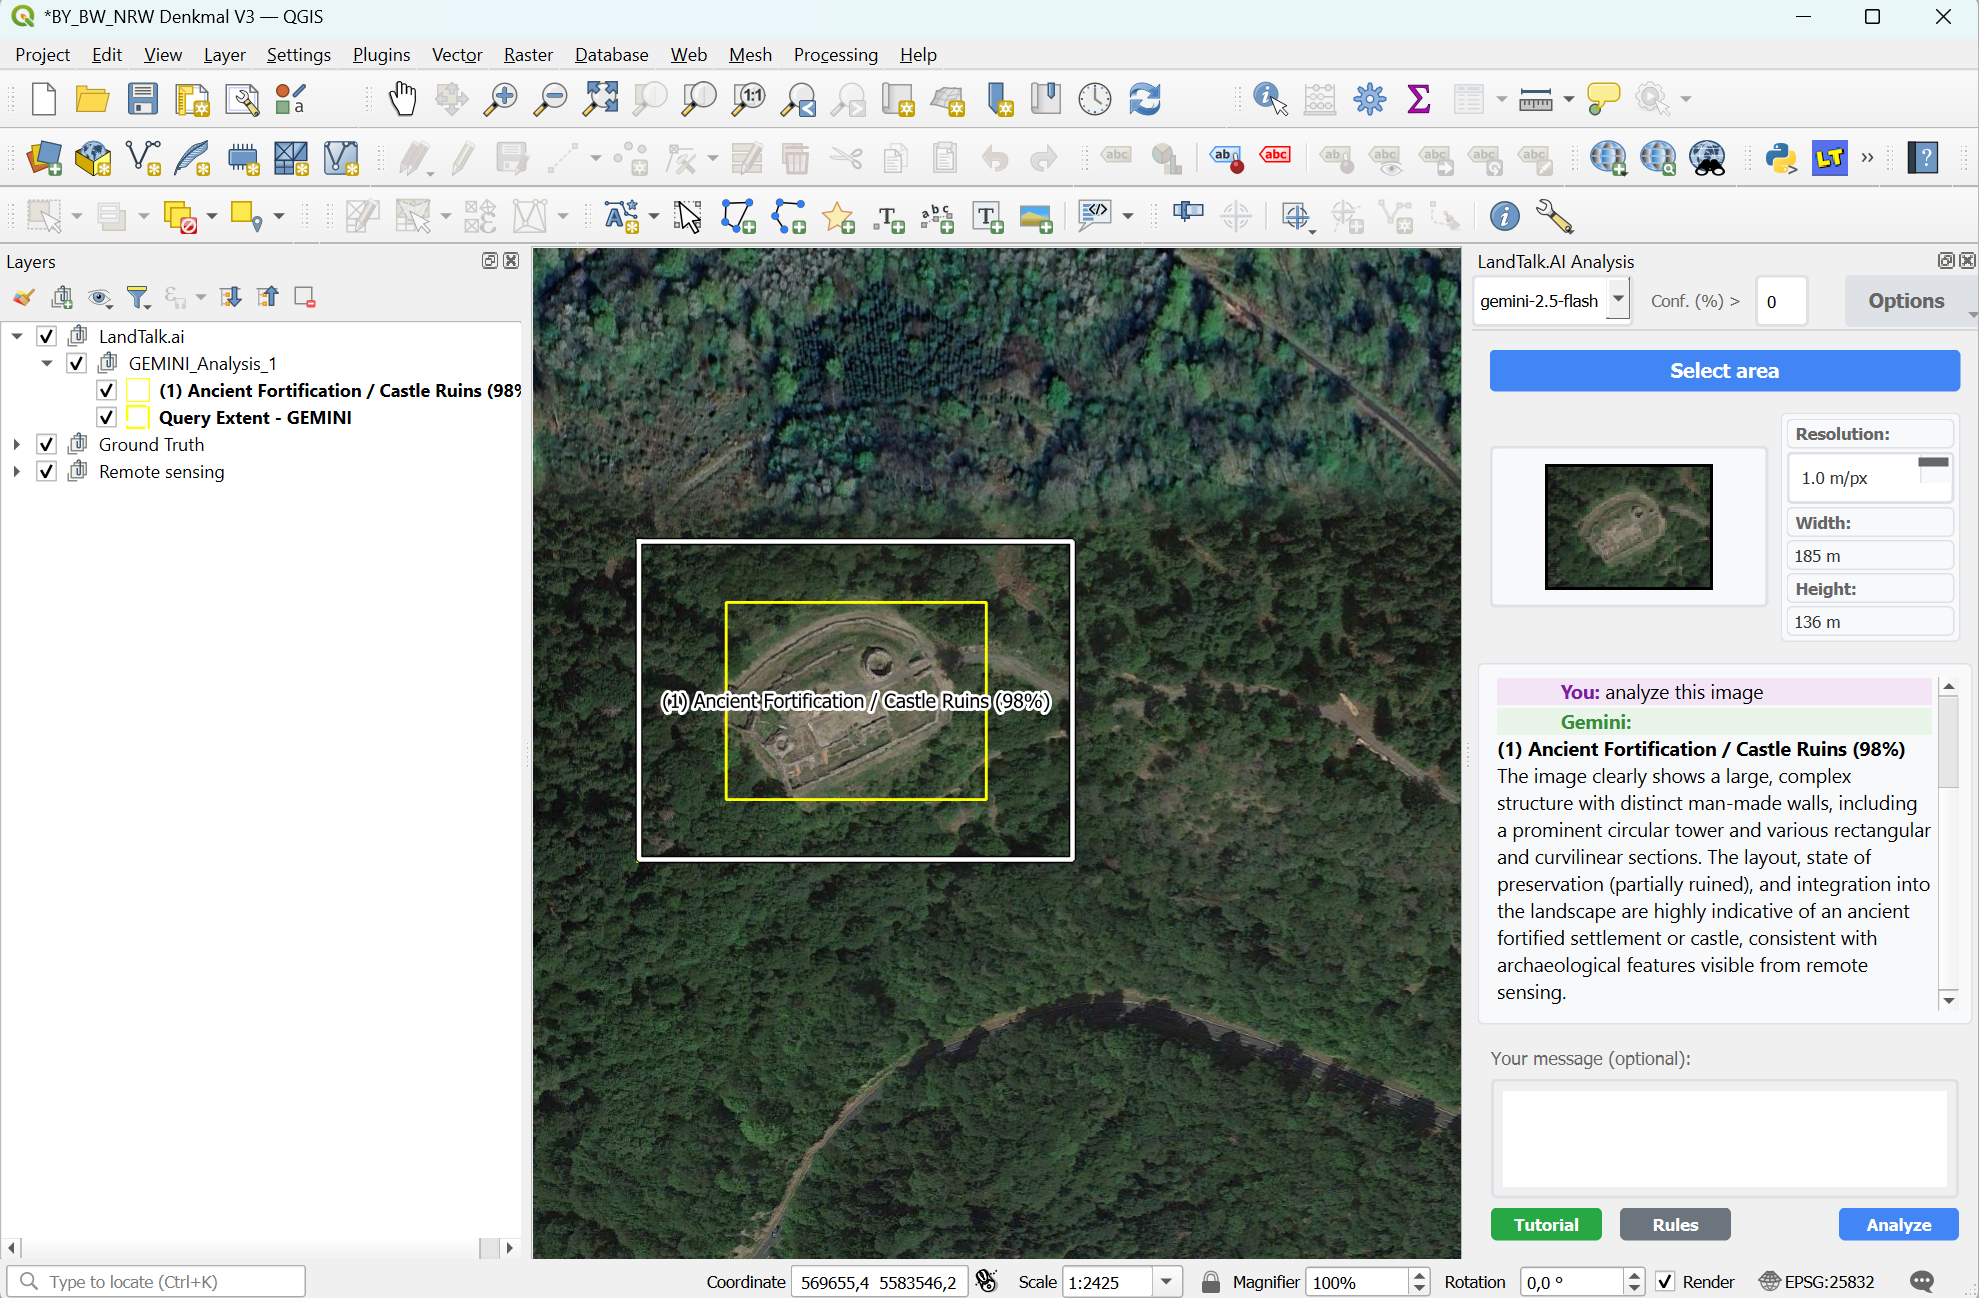 *BY_BW_NRW Denkmal V3 — QGIS
Project Edit View Layer Settings Plugins Vector Raster Database Web Mesh Processing Help
Layers
LandTalk.ai
GEMINI_Analysis_1
(1) Ancient Fortification / Castle Ruins (98%
Query Extent - GEMINI
Ground Truth
Remote sensing
(1) Ancient Fortification / Castle Ruins (98%)
LandTalk.AI Analysis
gemini-2.5-flash Conf. (%) > 0 Options
Select area
Resolution:
1.0 m/px
Width:
185 m
Height:
136 m
You: analyze this image
Gemini:
(1) Ancient Fortification / Castle Ruins (98%)
The image clearly shows a large, complex
structure with distinct man-made walls, including
a prominent circular tower and various rectangular
and curvilinear sections. The layout, state of
preservation (partially ruined), and integration into
the landscape are highly indicative of an ancient
fortified settlement or castle, consistent with
archaeological features visible from remote
sensing.
Your message (optional):
Tutorial Rules Analyze
Type to locate (Ctrl+K) Coordinate 569655,4 5583546,2 Scale 1:2425 Magnifier 100% Rotation 0,0 ° Render EPSG:25832